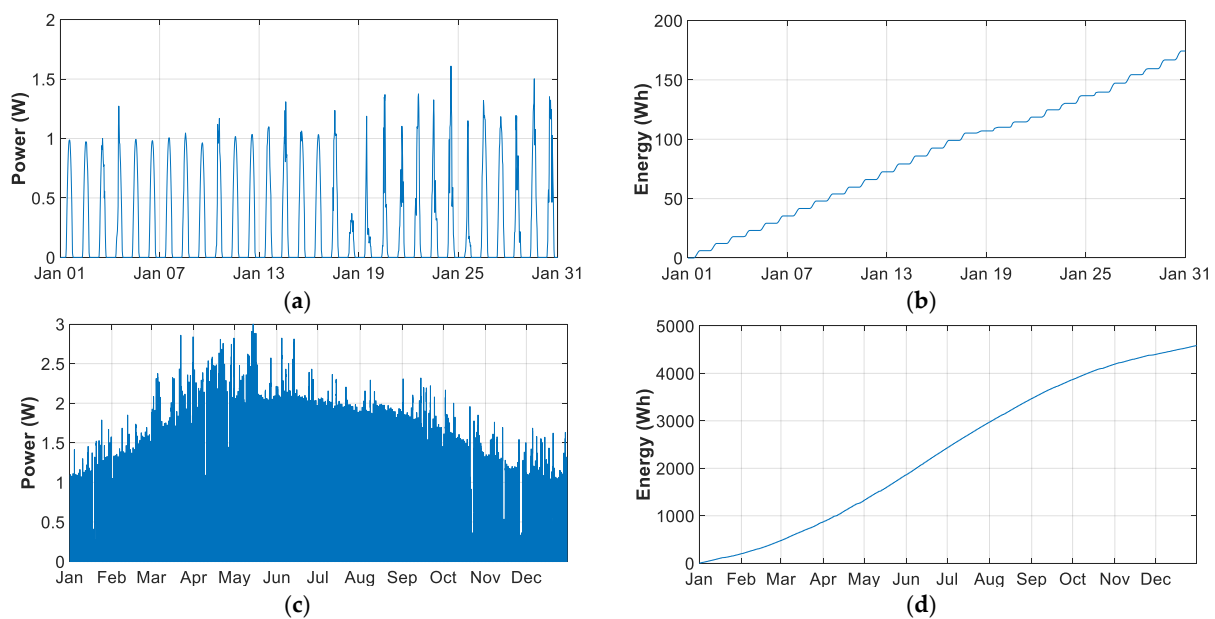 2
1.5
1
0.5
0
Power (W)
Jan 01 Jan 07 Jan 13 Jan 19 Jan 25 Jan 31
(a)
200
150
100
50
0
Energy (Wh)
Jan 01 Jan 07 Jan 13 Jan 19 Jan 25 Jan 31
(b)
3
2.5
2
1.5
1
0.5
0
Power (W)
Jan Feb Mar Apr May Jun Jul Aug Sep Oct Nov Dec
(c)
5000
4000
3000
2000
1000
0
Energy (Wh)
Jan Feb Mar Apr May Jun Jul Aug Sep Oct Nov Dec
(d)